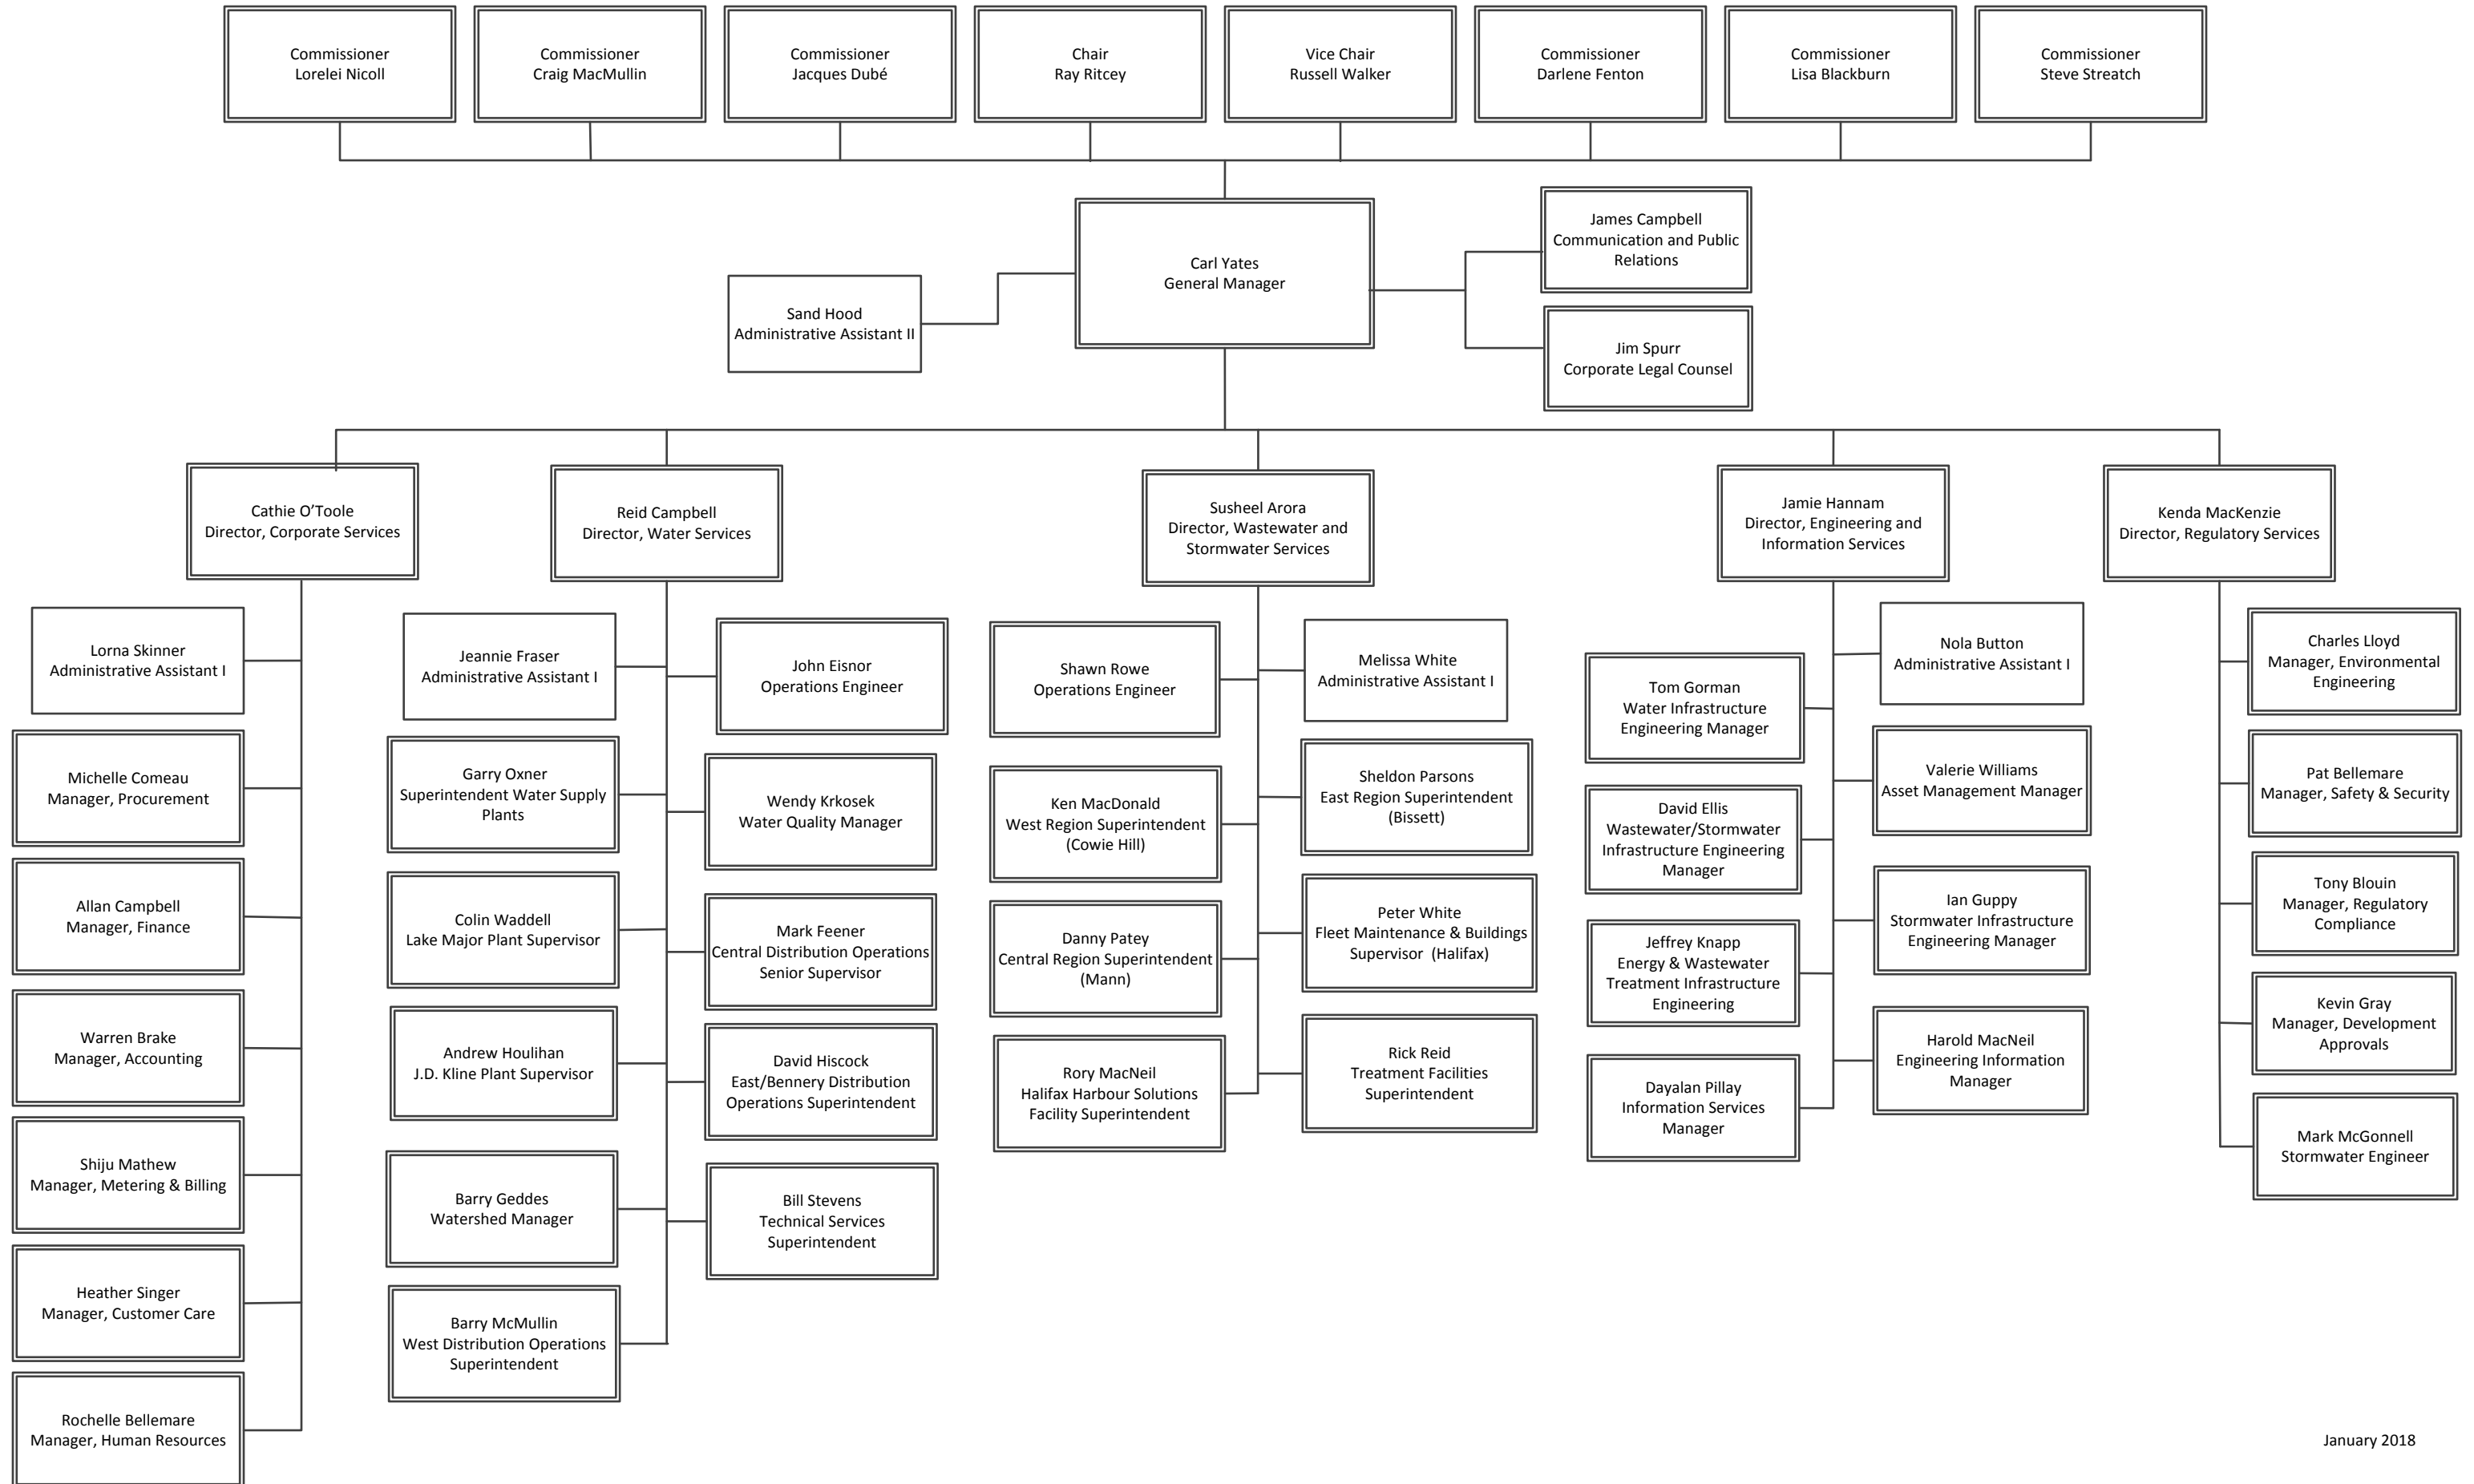 Commissioner
Lorelei Nicoll
Commissioner
Craig MacMullin
Commissioner
Jacques Dubé
Chair
Ray Ritcey
Vice Chair
Russell Walker
Commissioner
Darlene Fenton
Commissioner
Lisa Blackburn
Commissioner
Steve Streatch
Carl Yates
General Manager
James Campbell
Communication and Public
Relations
Sand Hood
Administrative Assistant II
Jim Spurr
Corporate Legal Counsel
Cathie O’Toole
Director, Corporate Services
Reid Campbell
Director, Water Services
Susheel Arora
Director, Wastewater and
Stormwater Services
Jamie Hannam
Director, Engineering and
Information Services
Kenda MacKenzie
Director, Regulatory Services
Lorna Skinner
Administrative Assistant I
Michelle Comeau
Manager, Procurement
Allan Campbell
Manager, Finance
Warren Brake
Manager, Accounting
Shiju Mathew
Manager, Metering & Billing
Heather Singer
Manager, Customer Care
Rochelle Bellemare
Manager, Human Resources
Jeannie Fraser
Administrative Assistant I
John Eisnor
Operations Engineer
Garry Oxner
Superintendent Water Supply
Plants
Wendy Krkosek
Water Quality Manager
Colin Waddell
Lake Major Plant Supervisor
Mark Feener
Central Distribution Operations
Senior Supervisor
Andrew Houlihan
J.D. Kline Plant Supervisor
David Hiscock
East/Bennery Distribution
Operations Superintendent
Barry Geddes
Watershed Manager
Bill Stevens
Technical Services
Superintendent
Barry McMullin
West Distribution Operations
Superintendent
Shawn Rowe
Operations Engineer
Melissa White
Administrative Assistant I
Ken MacDonald
West Region Superintendent
(Cowie Hill)
Sheldon Parsons
East Region Superintendent
(Bissett)
Danny Patey
Central Region Superintendent
(Mann)
Peter White
Fleet Maintenance & Buildings
Supervisor (Halifax)
Rory MacNeil
Halifax Harbour Solutions
Facility Superintendent
Rick Reid
Treatment Facilities
Superintendent
Nola Button
Administrative Assistant I
Tom Gorman
Water Infrastructure
Engineering Manager
Valerie Williams
Asset Management Manager
David Ellis
Wastewater/Stormwater
Infrastructure Engineering
Manager
Ian Guppy
Stormwater Infrastructure
Engineering Manager
Jeffrey Knapp
Energy & Wastewater
Treatment Infrastructure
Engineering
Harold MacNeil
Engineering Information
Manager
Dayalan Pillay
Information Services
Manager
Charles Lloyd
Manager, Environmental
Engineering
Pat Bellemare
Manager, Safety & Security
Tony Blouin
Manager, Regulatory
Compliance
Kevin Gray
Manager, Development
Approvals
Mark McGonnell
Stormwater Engineer
January 2018